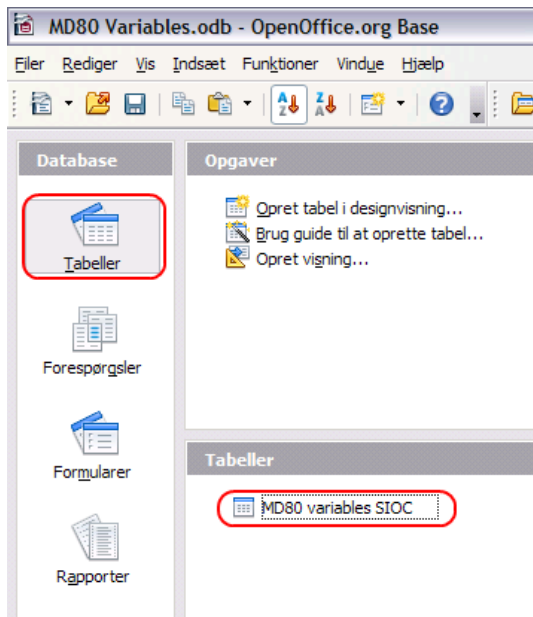 MD80 Variables.odb - OpenOffice.org Base
Filer Rediger Vis Indsæt Funktioner Vindue Hjælp
Database
Opgaver
Tabeller
Opret tabel i designvisning...
Brug guide til at oprette tabel...
Opret visning...
Forespørgsler
Formularer
Rapporter
Tabeller
MD80 variables SIOC